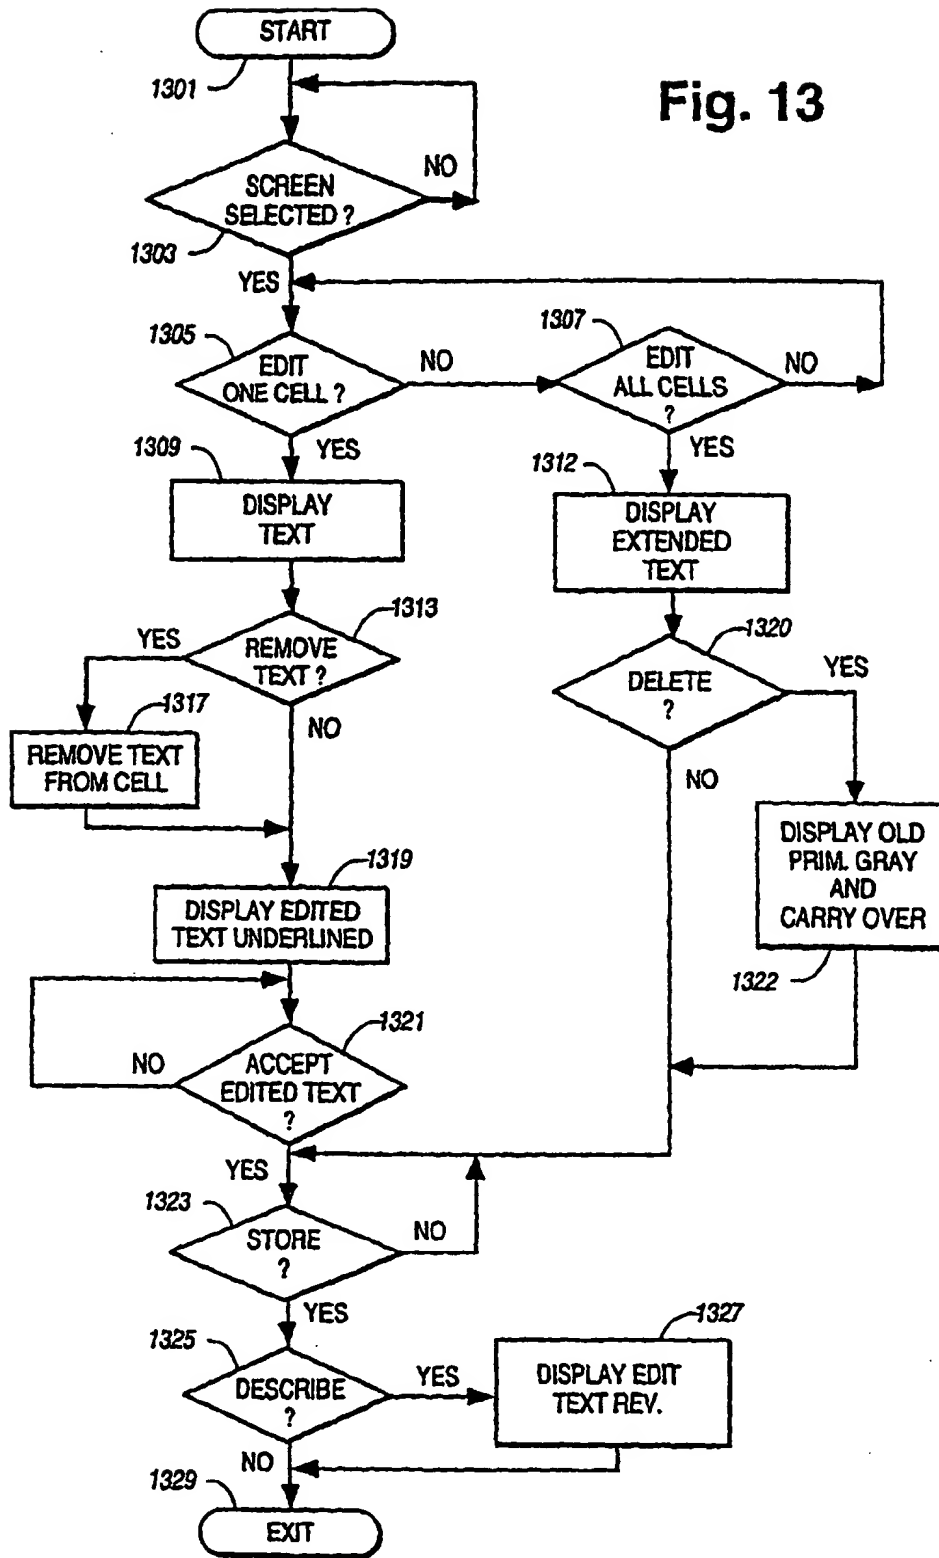 START
1301
Fig. 13
NO
SCREEN
SELECTED ?
1303
YES
1305
EDIT
ONE CELL ?
NO
1307
EDIT
ALL CELLS
?
NO
YES
1309
DISPLAY
TEXT
YES
1312
DISPLAY
EXTENDED
TEXT
1313
YES
REMOVE
TEXT ?
NO
1320
DELETE
?
YES
NO
1317
REMOVE TEXT
FROM CELL
DISPLAY OLD
PRIM. GRAY
AND
CARRY OVER
1322
1319
DISPLAY EDITED
TEXT UNDERLINED
1321
NO
ACCEPT
EDITED TEXT
?
YES
1323
STORE
?
NO
YES
1325
DESCRIBE
?
YES
1327
DISPLAY EDIT
TEXT REV.
NO
1329
EXIT